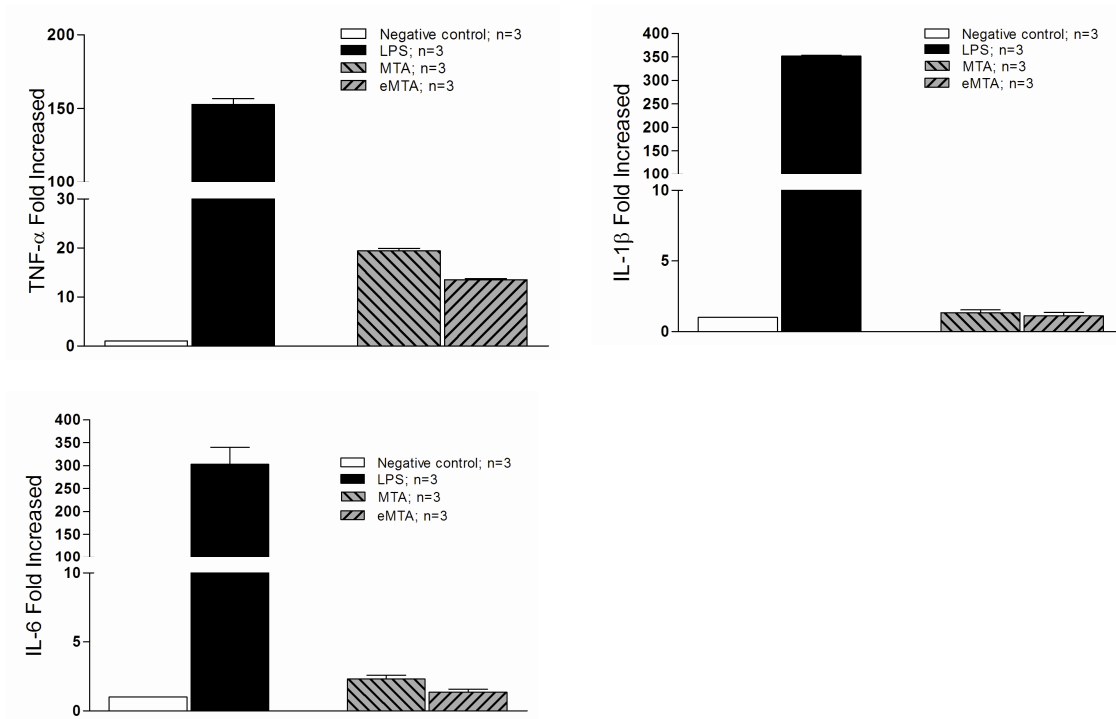 TNF-α Fold Increased
200
150
100
30
20
10
0
Negative control; n=3
LPS; n=3
MTA; n=3
eMTA; n=3
IL-1β Fold Increased
400
350
300
250
200
150
100
10
5
0
Negative control; n=3
LPS; n=3
MTA; n=3
eMTA; n=3
IL-6 Fold Increased
400
350
300
250
200
150
100
10
5
0
Negative control; n=3
LPS; n=3
MTA; n=3
eMTA; n=3